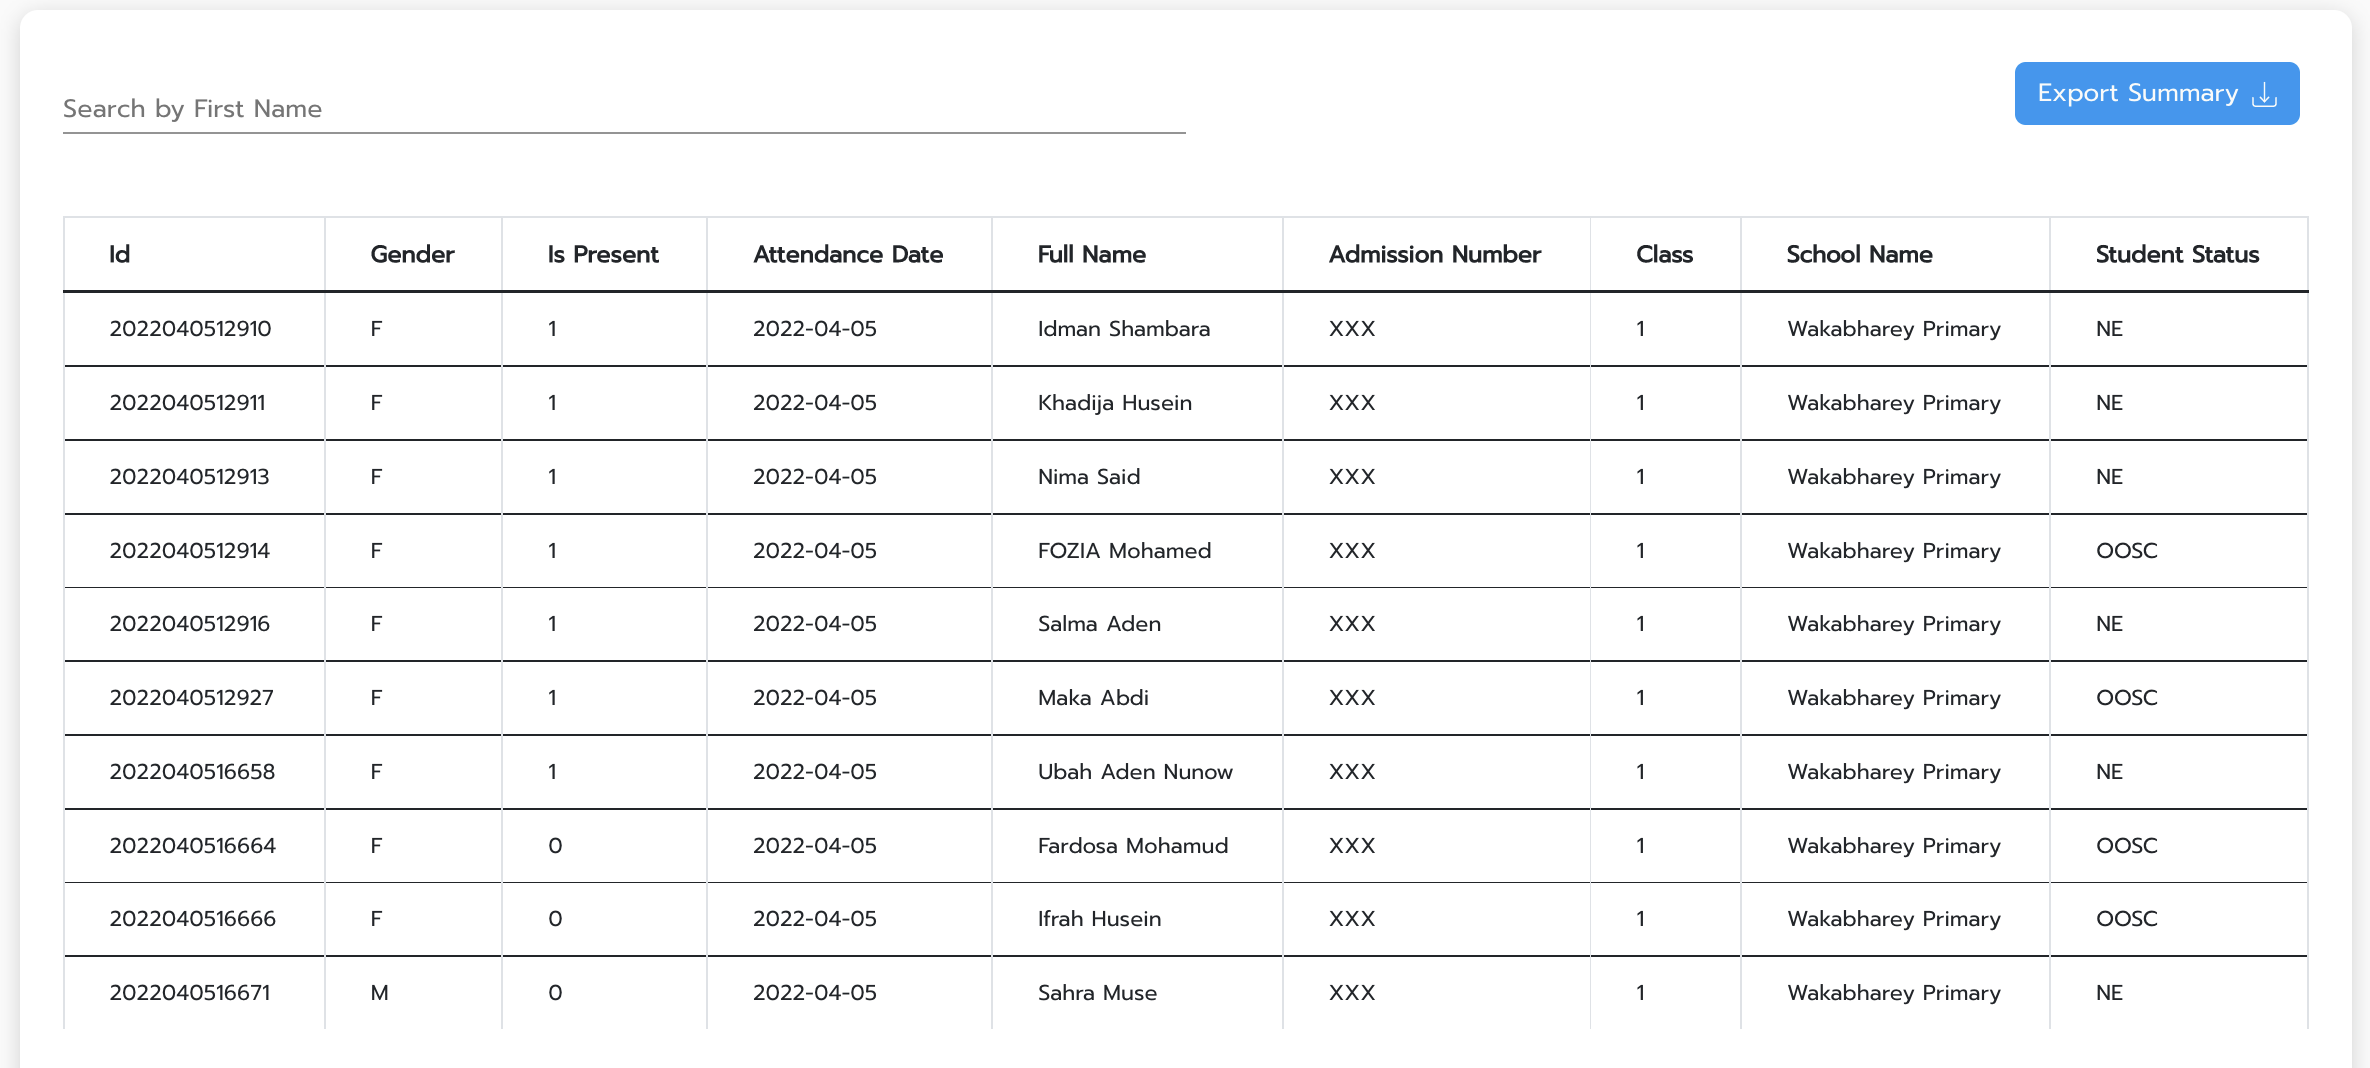 Search by First Name
Export Summary
Id Gender Is Present Attendance Date Full Name Admission Number Class School Name Student Status
2022040512910 F 1 2022-04-05 Idman Shambara XXX 1 Wakabharey Primary NE
2022040512911 F 1 2022-04-05 Khadija Husein XXX 1 Wakabharey Primary NE
2022040512913 F 1 2022-04-05 Nima Said XXX 1 Wakabharey Primary NE
2022040512914 F 1 2022-04-05 FOZIA Mohamed XXX 1 Wakabharey Primary OOSC
2022040512916 F 1 2022-04-05 Salma Aden XXX 1 Wakabharey Primary NE
2022040512927 F 1 2022-04-05 Maka Abdi XXX 1 Wakabharey Primary OOSC
2022040516658 F 1 2022-04-05 Ubah Aden Nunow XXX 1 Wakabharey Primary NE
2022040516664 F 0 2022-04-05 Fardosa Mohamud XXX 1 Wakabharey Primary OOSC
2022040516666 F 0 2022-04-05 Ifrah Husein XXX 1 Wakabharey Primary OOSC
2022040516671 M 0 2022-04-05 Sahra Muse XXX 1 Wakabharey Primary NE